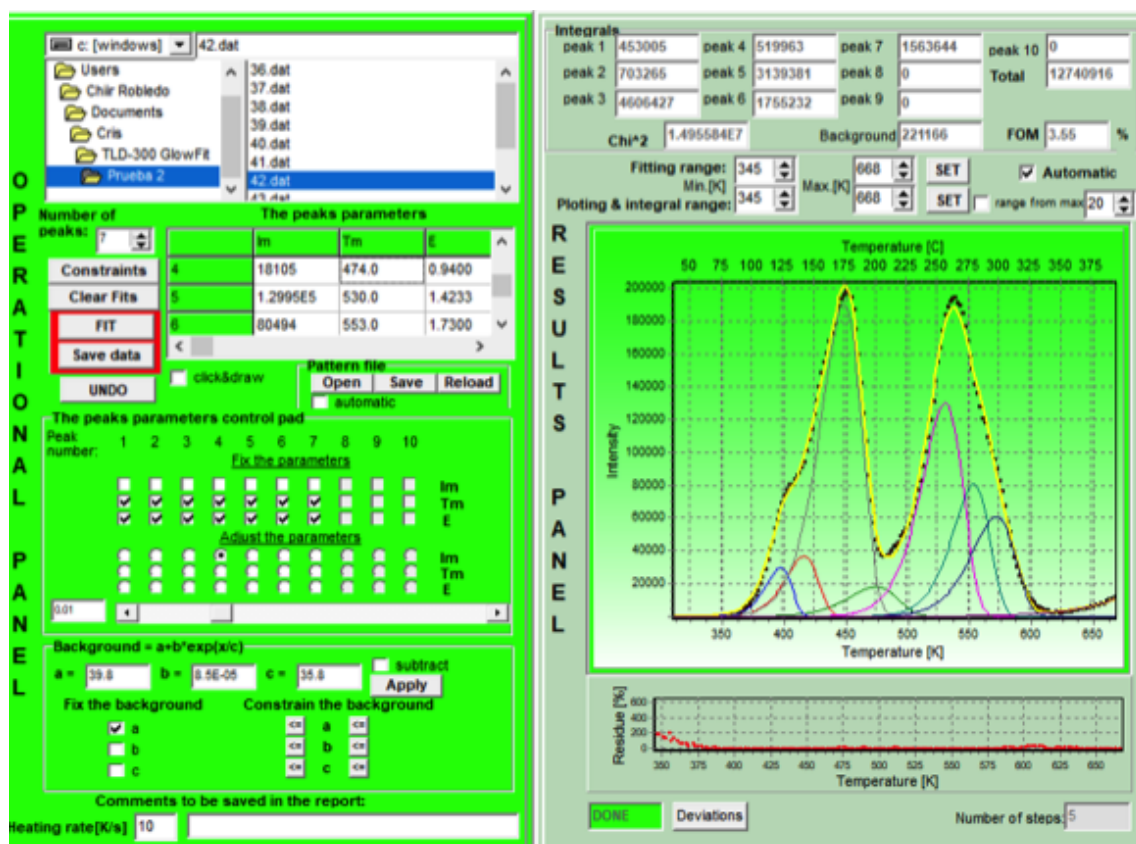 c: [windows] 42.dat
Users
Chiir Robledo
Documents
Cris
TLD-300 GlowFit
Prueba 2
36.dat
37.dat
38.dat
39.dat
40.dat
41.dat
42.dat
43.dat
OPERATIONAL PANEL
Number of peaks: 7
The peaks parameters
Im Tm E
4 18105 474.0 0.9400
5 1.2995E5 530.0 1.4233
6 80494 553.0 1.7300
Constraints
Clear Fits
FIT
Save data
UNDO
click&draw
Pattern file
Open Save Reload
automatic
The peaks parameters control pad
Peak number: 1 2 3 4 5 6 7 8 9 10
Fix the parameters
Im
Tm
E
Adjust the parameters
Im
Tm
E
0.01
Background = a+b*exp(x/c)
a = 39.8 b = 8.5E-05 c = 35.8
subtract
Apply
Fix the background Constrain the background
a <= a <=
b <= b <=
c <= c <=
Comments to be saved in the report:
Heating rate[K/s] 10
Integrals
peak 1 453005 peak 4 519963 peak 7 1563644 peak 10 0
peak 2 703265 peak 5 3139381 peak 8 0 Total 12740916
peak 3 4606427 peak 6 1755232 peak 9 0
Chi^2 1.495584E7 Background 221166 FOM 3.55 %
Fitting range: 345 668 SET Automatic
Min.[K] Max.[K]
Ploting & integral range: 345 668 SET range from max 20
RESULTS PANEL
Temperature [C]
50 75 100 125 150 175 200 225 250 275 300 325 350 375
200000
180000
160000
140000
120000
100000
80000
60000
40000
20000
Intensity
350 400 450 500 550 600 650
Temperature [K]
Residue [%]
600
400
200
0
350 375 400 425 450 475 500 525 550 575 600 625 650
Temperature [K]
DONE Deviations Number of steps: 5